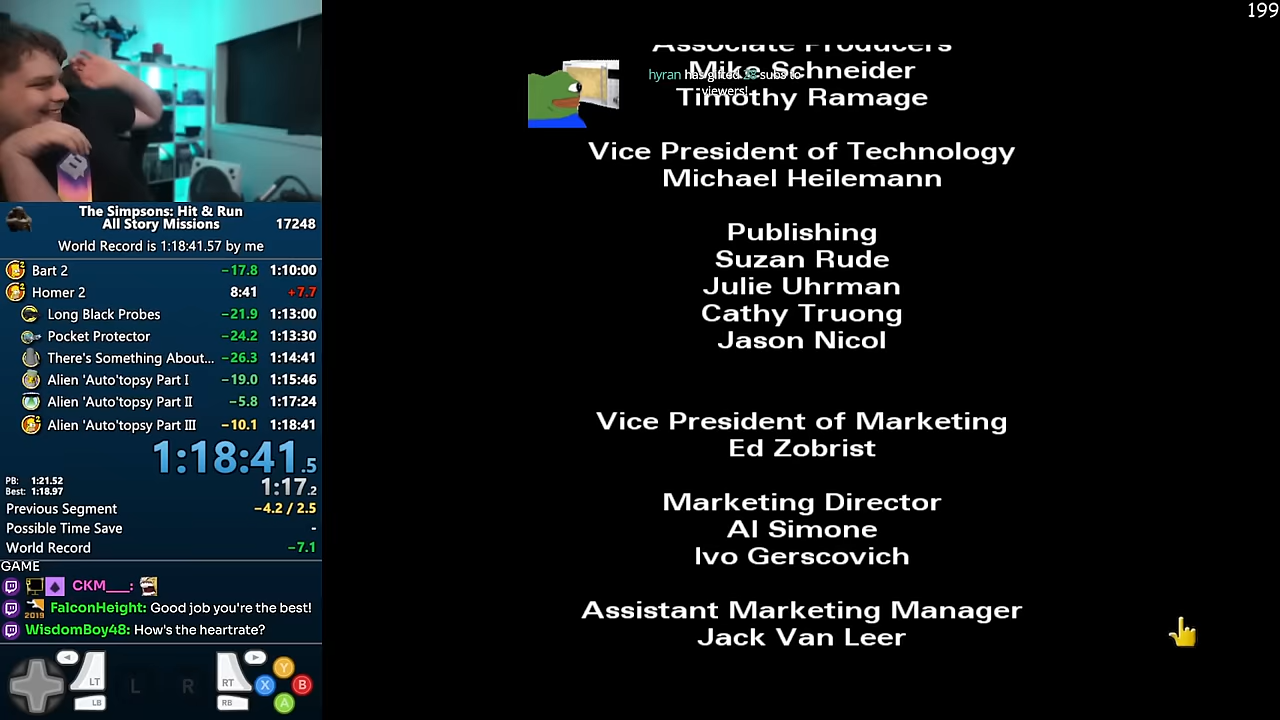 199
Associate Producers
Mike Schneider
hyran has gifted 28 subs to
viewers!
Timothy Ramage
Vice President of Technology
Michael Heilemann
Publishing
Suzan Rude
Julie Uhrman
Cathy Truong
Jason Nicol
Vice President of Marketing
Ed Zobrist
Marketing Director
Al Simone
Ivo Gerscovich
Assistant Marketing Manager
Jack Van Leer
The Simpsons: Hit & Run
All Story Missions 17248
World Record is 1:18:41.57 by me
Bart 2 −17.8 1:10:00
Homer 2 8:41 +7.7
Long Black Probes −21.9 1:13:00
Pocket Protector −24.2 1:13:30
There's Something About... −26.3 1:14:41
Alien 'Auto'topsy Part I −19.0 1:15:46
Alien 'Auto'topsy Part II −5.8 1:17:24
Alien 'Auto'topsy Part III −10.1 1:18:41
1:18:41.5
PB: 1:21.52
Best: 1:18.97
1:17.2
Previous Segment −4.2 / 2.5
Possible Time Save -
World Record −7.1
GAME
CKM___:
2019 FalconHeight: Good job you're the best!
WisdomBoy48: How's the heartrate?
LT
LB
L
R
RT
RB
Y
X
B
A